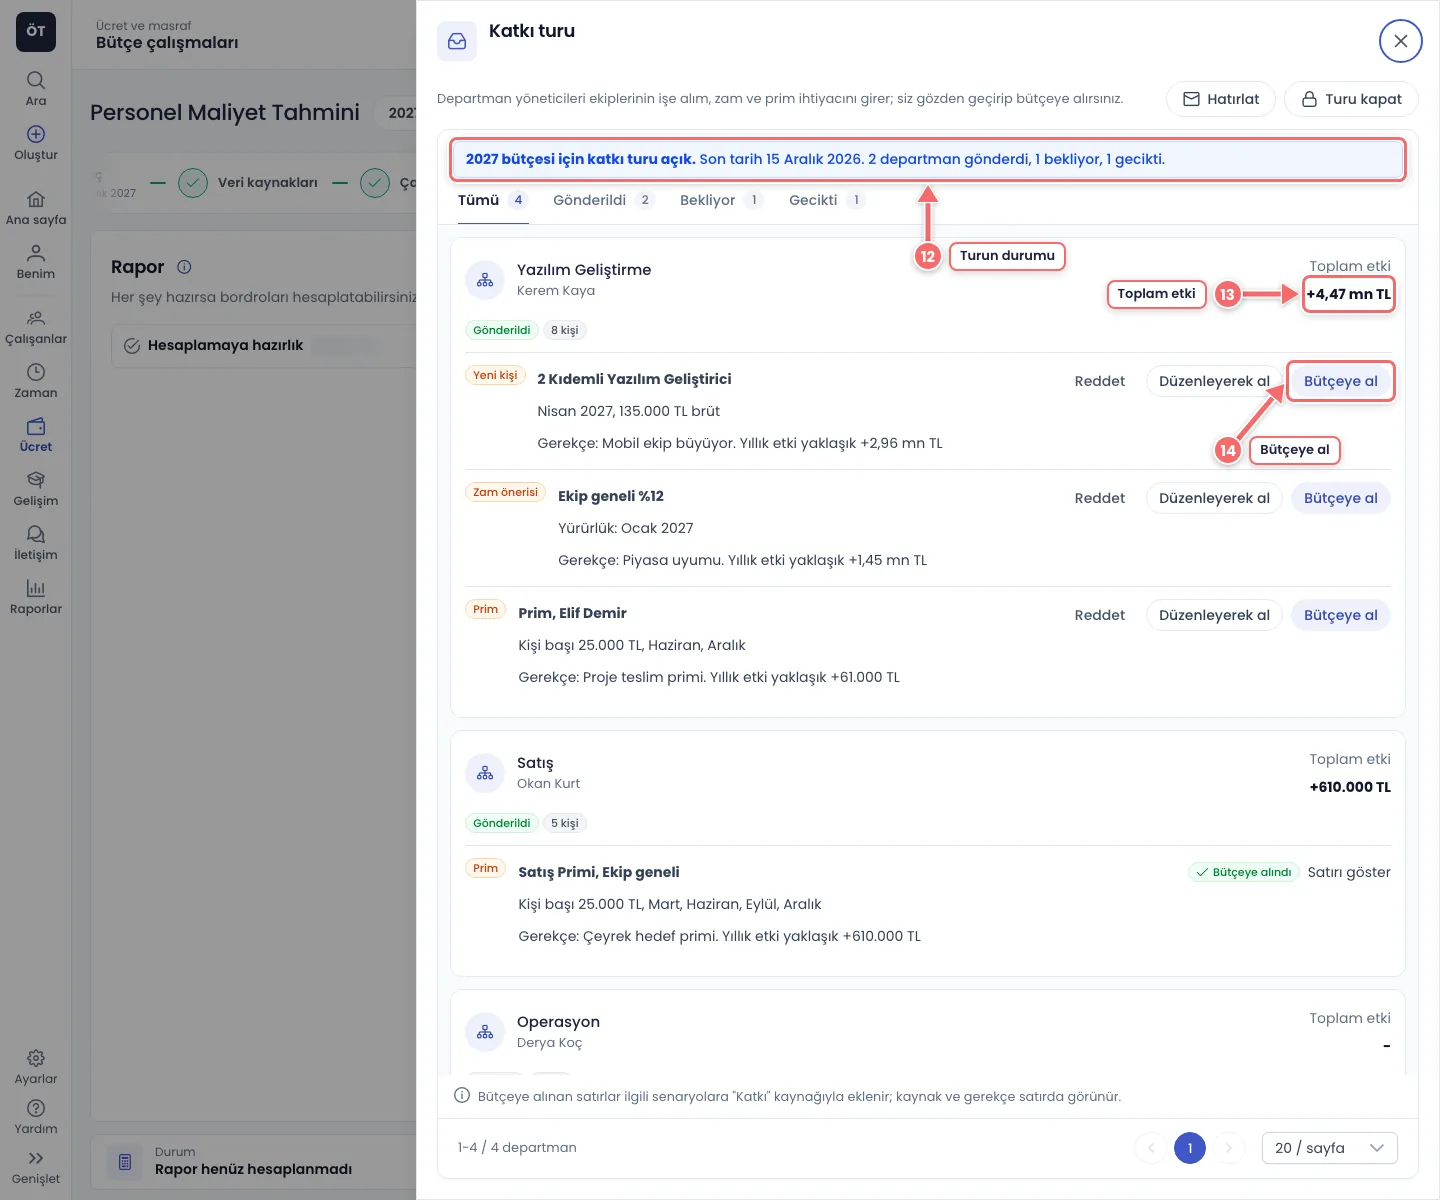 ÖT
Ara
Oluştur
Ana sayfa
Benim
Çalışanlar
Zaman
Ücret
Gelişim
İletişim
Raporlar
Ayarlar
Yardım
Genişlet
Ücret ve masraf
Bütçe çalışmaları
Personel Maliyet Tahmini
2027
Veri kaynakları
Rapor
Her şey hazırsa bordroları hesaplatabilirsiniz
Hesaplamaya hazırlık
Durum
Rapor henüz hesaplanmadı
Katkı turu
Departman yöneticileri ekiplerinin işe alım, zam ve prim ihtiyacını girer; siz gözden geçirip bütçeye alırsınız.
Hatırlat
Turu kapat
2027 bütçesi için katkı turu açık. Son tarih 15 Aralık 2026. 2 departman gönderdi, 1 bekliyor, 1 gecikti.
Tümü 4 Gönderildi 2 Bekliyor 1 Gecikti 1
12 Turun durumu
Yazılım Geliştirme
Kerem Kaya
Toplam etki
Toplam etki 13 +4,47 mn TL
Gönderildi 8 kişi
Yeni kişi 2 Kıdemli Yazılım Geliştirici Reddet Düzenleyerek al Bütçeye al
Nisan 2027, 135.000 TL brüt
Gerekçe: Mobil ekip büyüyor. Yıllık etki yaklaşık +2,96 mn TL
14 Bütçeye al
Zam önerisi Ekip geneli %12 Reddet Düzenleyerek al Bütçeye al
Yürürlük: Ocak 2027
Gerekçe: Piyasa uyumu. Yıllık etki yaklaşık +1,45 mn TL
Prim Prim, Elif Demir Reddet Düzenleyerek al Bütçeye al
Kişi başı 25.000 TL, Haziran, Aralık
Gerekçe: Proje teslim primi. Yıllık etki yaklaşık +61.000 TL
Satış
Okan Kurt
Toplam etki
+610.000 TL
Gönderildi 5 kişi
Prim Satış Primi, Ekip geneli Bütçeye alındı Satırı göster
Kişi başı 25.000 TL, Mart, Haziran, Eylül, Aralık
Gerekçe: Çeyrek hedef primi. Yıllık etki yaklaşık +610.000 TL
Operasyon
Derya Koç
Toplam etki
-
Bütçeye alınan satırlar ilgili senaryolara "Katkı" kaynağıyla eklenir; kaynak ve gerekçe satırda görünür.
1-4 / 4 departman
1
20 / sayfa